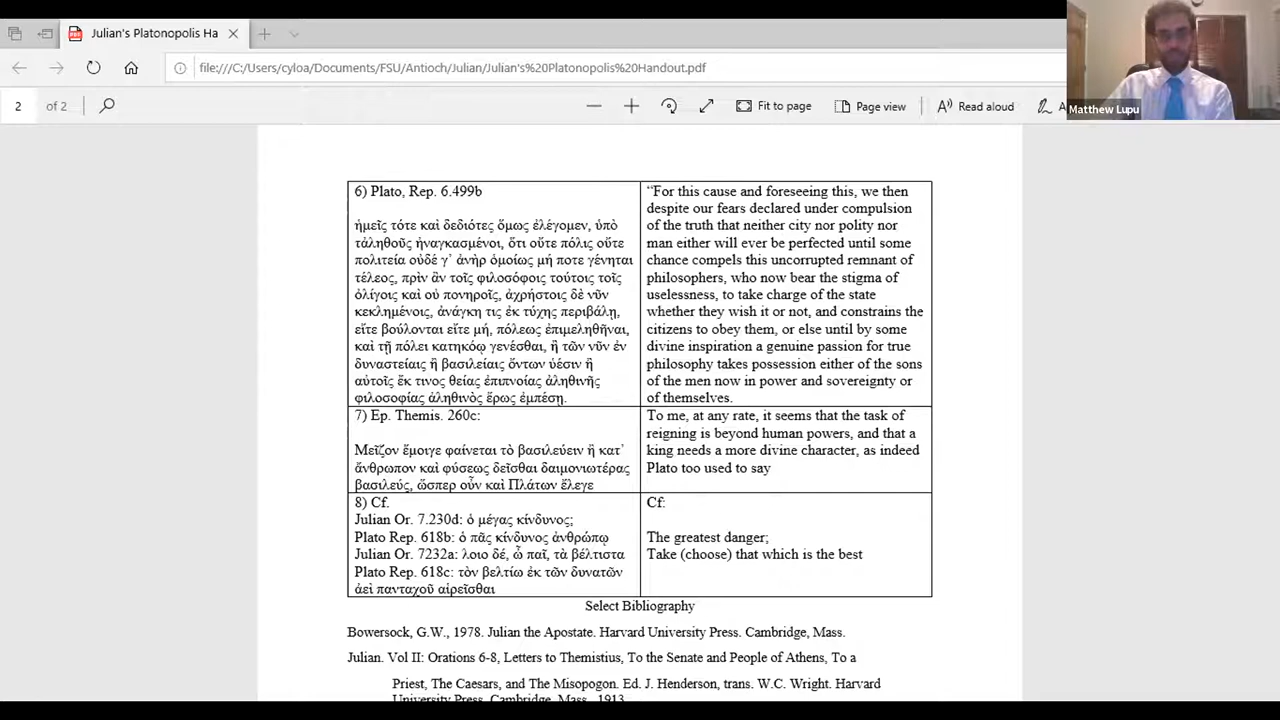 Julian's Platonopolis Ha
file:///C:/Users/cyloa/Documents/FSU/Antioch/Julian/Julian's%20Platonopolis%20Handout.pdf
2 of 2
Fit to page
Page view
Read aloud
A
Matthew Lupu
6) Plato, Rep. 6.499b
ἡμεῖς τότε καὶ δεδιότες ὅμως ἐλέγομεν, ὑπὸ
τἀληθοῦς ἠναγκασμένοι, ὅτι οὔτε πόλις οὔτε
πολιτεία οὐδέ γ᾽ ἀνὴρ ὁμοίως μή ποτε γένηται
τέλεος, πρὶν ἂν τοῖς φιλοσόφοις τούτοις τοῖς
ὀλίγοις καὶ οὐ πονηροῖς, ἀχρήστοις δὲ νῦν
κεκλημένοις, ἀνάγκη τις ἐκ τύχης περιβάλῃ,
εἴτε βούλονται εἴτε μή, πόλεως ἐπιμεληθῆναι,
καὶ τῇ πόλει κατηκόῳ γενέσθαι, ἢ τῶν νῦν ἐν
δυναστείαις ἢ βασιλείαις ὄντων ὑέσιν ἢ
αὐτοῖς ἔκ τινος θείας ἐπιπνοίας ἀληθινῆς
φιλοσοφίας ἀληθινὸς ἔρως ἐμπέσῃ.
“For this cause and foreseeing this, we then
despite our fears declared under compulsion
of the truth that neither city nor polity nor
man either will ever be perfected until some
chance compels this uncorrupted remnant of
philosophers, who now bear the stigma of
uselessness, to take charge of the state
whether they wish it or not, and constrains the
citizens to obey them, or else until by some
divine inspiration a genuine passion for true
philosophy takes possession either of the sons
of the men now in power and sovereignty or
of themselves.
7) Ep. Themis. 260c:
Μεῖζον ἔμοιγε φαίνεται τὸ βασιλεύειν ἢ κατ᾽
ἄνθρωπον καὶ φύσεως δεῖσθαι δαιμονιωτέρας
βασιλεύς, ὥσπερ οὖν καὶ Πλάτων ἔλεγε
To me, at any rate, it seems that the task of
reigning is beyond human powers, and that a
king needs a more divine character, as indeed
Plato too used to say
8) Cf.
Julian Or. 7.230d: ὁ μέγας κίνδυνος;
Plato Rep. 618b: ὁ πᾶς κίνδυνος ἀνθρώπῳ
Julian Or. 7232a: λοιο δέ, ὦ παῖ, τὰ βέλτιστα
Plato Rep. 618c: τὸν βελτίω ἐκ τῶν δυνατῶν
ἀεὶ πανταχοῦ αἱρεῖσθαι
Cf:
The greatest danger;
Take (choose) that which is the best
Select Bibliography
Bowersock, G.W., 1978. Julian the Apostate. Harvard University Press. Cambridge, Mass.
Julian. Vol II: Orations 6-8, Letters to Themistius, To the Senate and People of Athens, To a
Priest, The Caesars, and The Misopogon. Ed. J. Henderson, trans. W.C. Wright. Harvard
University Press. Cambridge, Mass. 1913